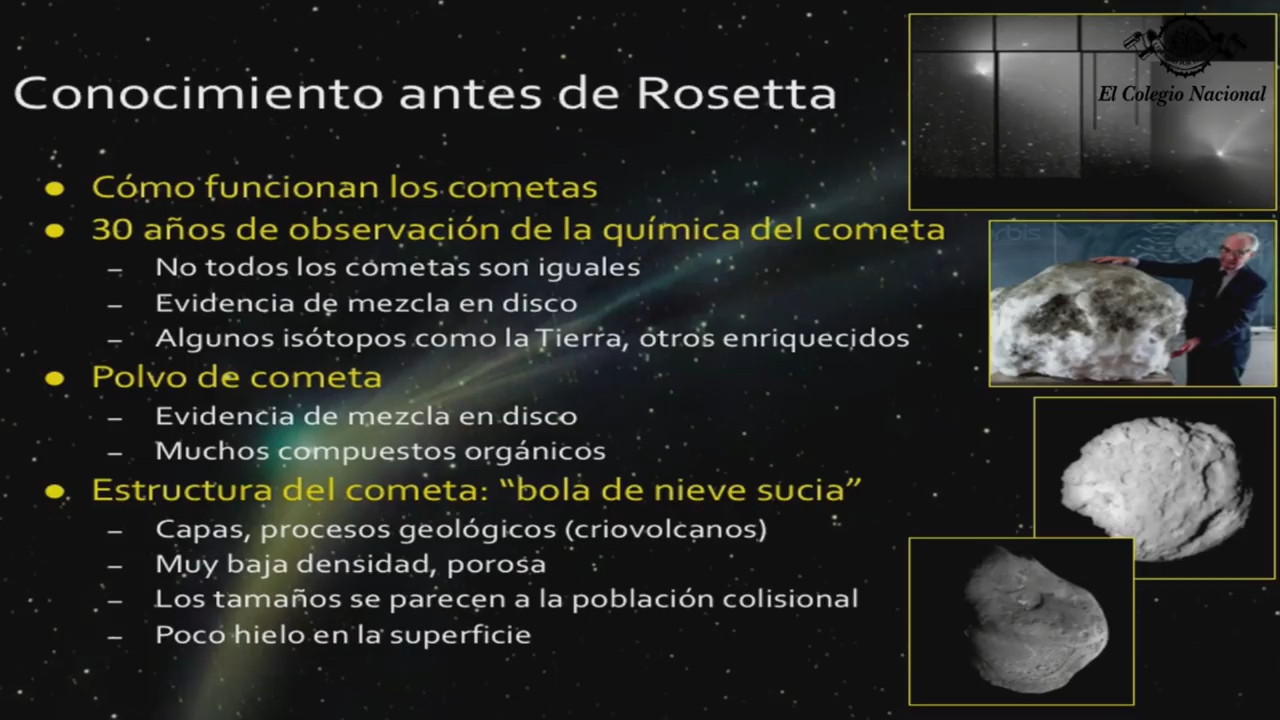 Conocimiento antes de Rosetta
El Colegio Nacional
● Cómo funcionan los cometas
● 30 años de observación de la química del cometa
– No todos los cometas son iguales
– Evidencia de mezcla en disco
– Algunos isótopos como la Tierra, otros enriquecidos
● Polvo de cometa
– Evidencia de mezcla en disco
– Muchos compuestos orgánicos
● Estructura del cometa: “bola de nieve sucia”
– Capas, procesos geológicos (criovolcanos)
– Muy baja densidad, porosa
– Los tamaños se parecen a la población colisional
– Poco hielo en la superficie